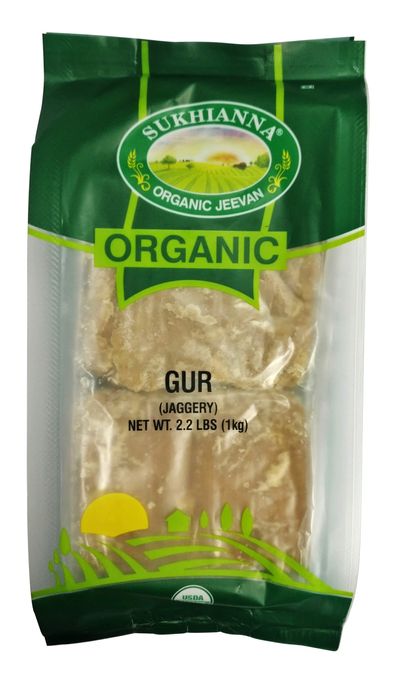 SUKHIANNA®
ORGANIC JEEVAN
ORGANIC
GUR
(JAGGERY)
NET WT. 2.2 LBS (1kg)
USDA